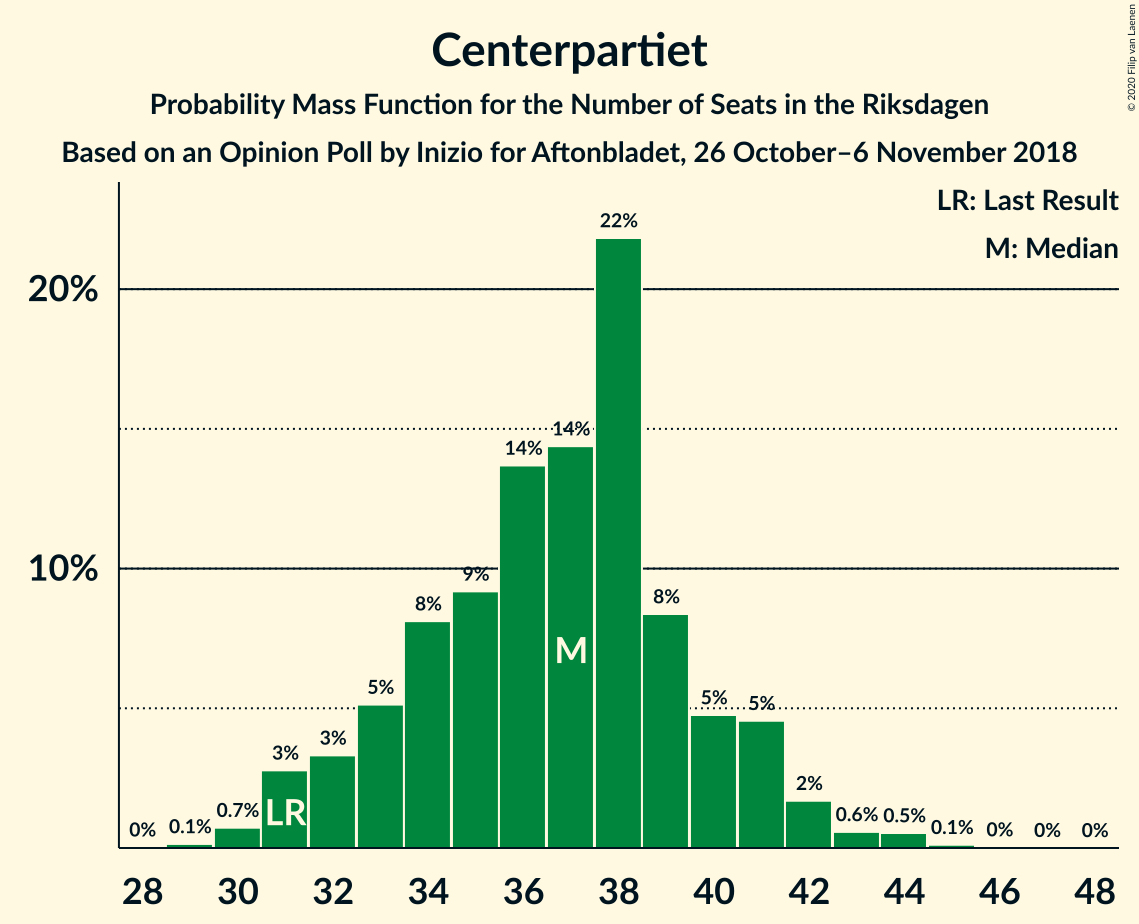 Centerpartiet
Probability Mass Function for the Number of Seats in the Riksdagen
Based on an Opinion Poll by Inizio for Aftonbladet, 26 October–6 November 2018
© 2020 Filip van Laenen
LR: Last Result
M: Median
20%
10%
0%
0.1%
0.7%
3%
3%
5%
8%
9%
14%
14%
22%
8%
5%
5%
2%
0.6%
0.5%
0.1%
0%
0%
0%
LR
M
28 30 32 34 36 38 40 42 44 46 48